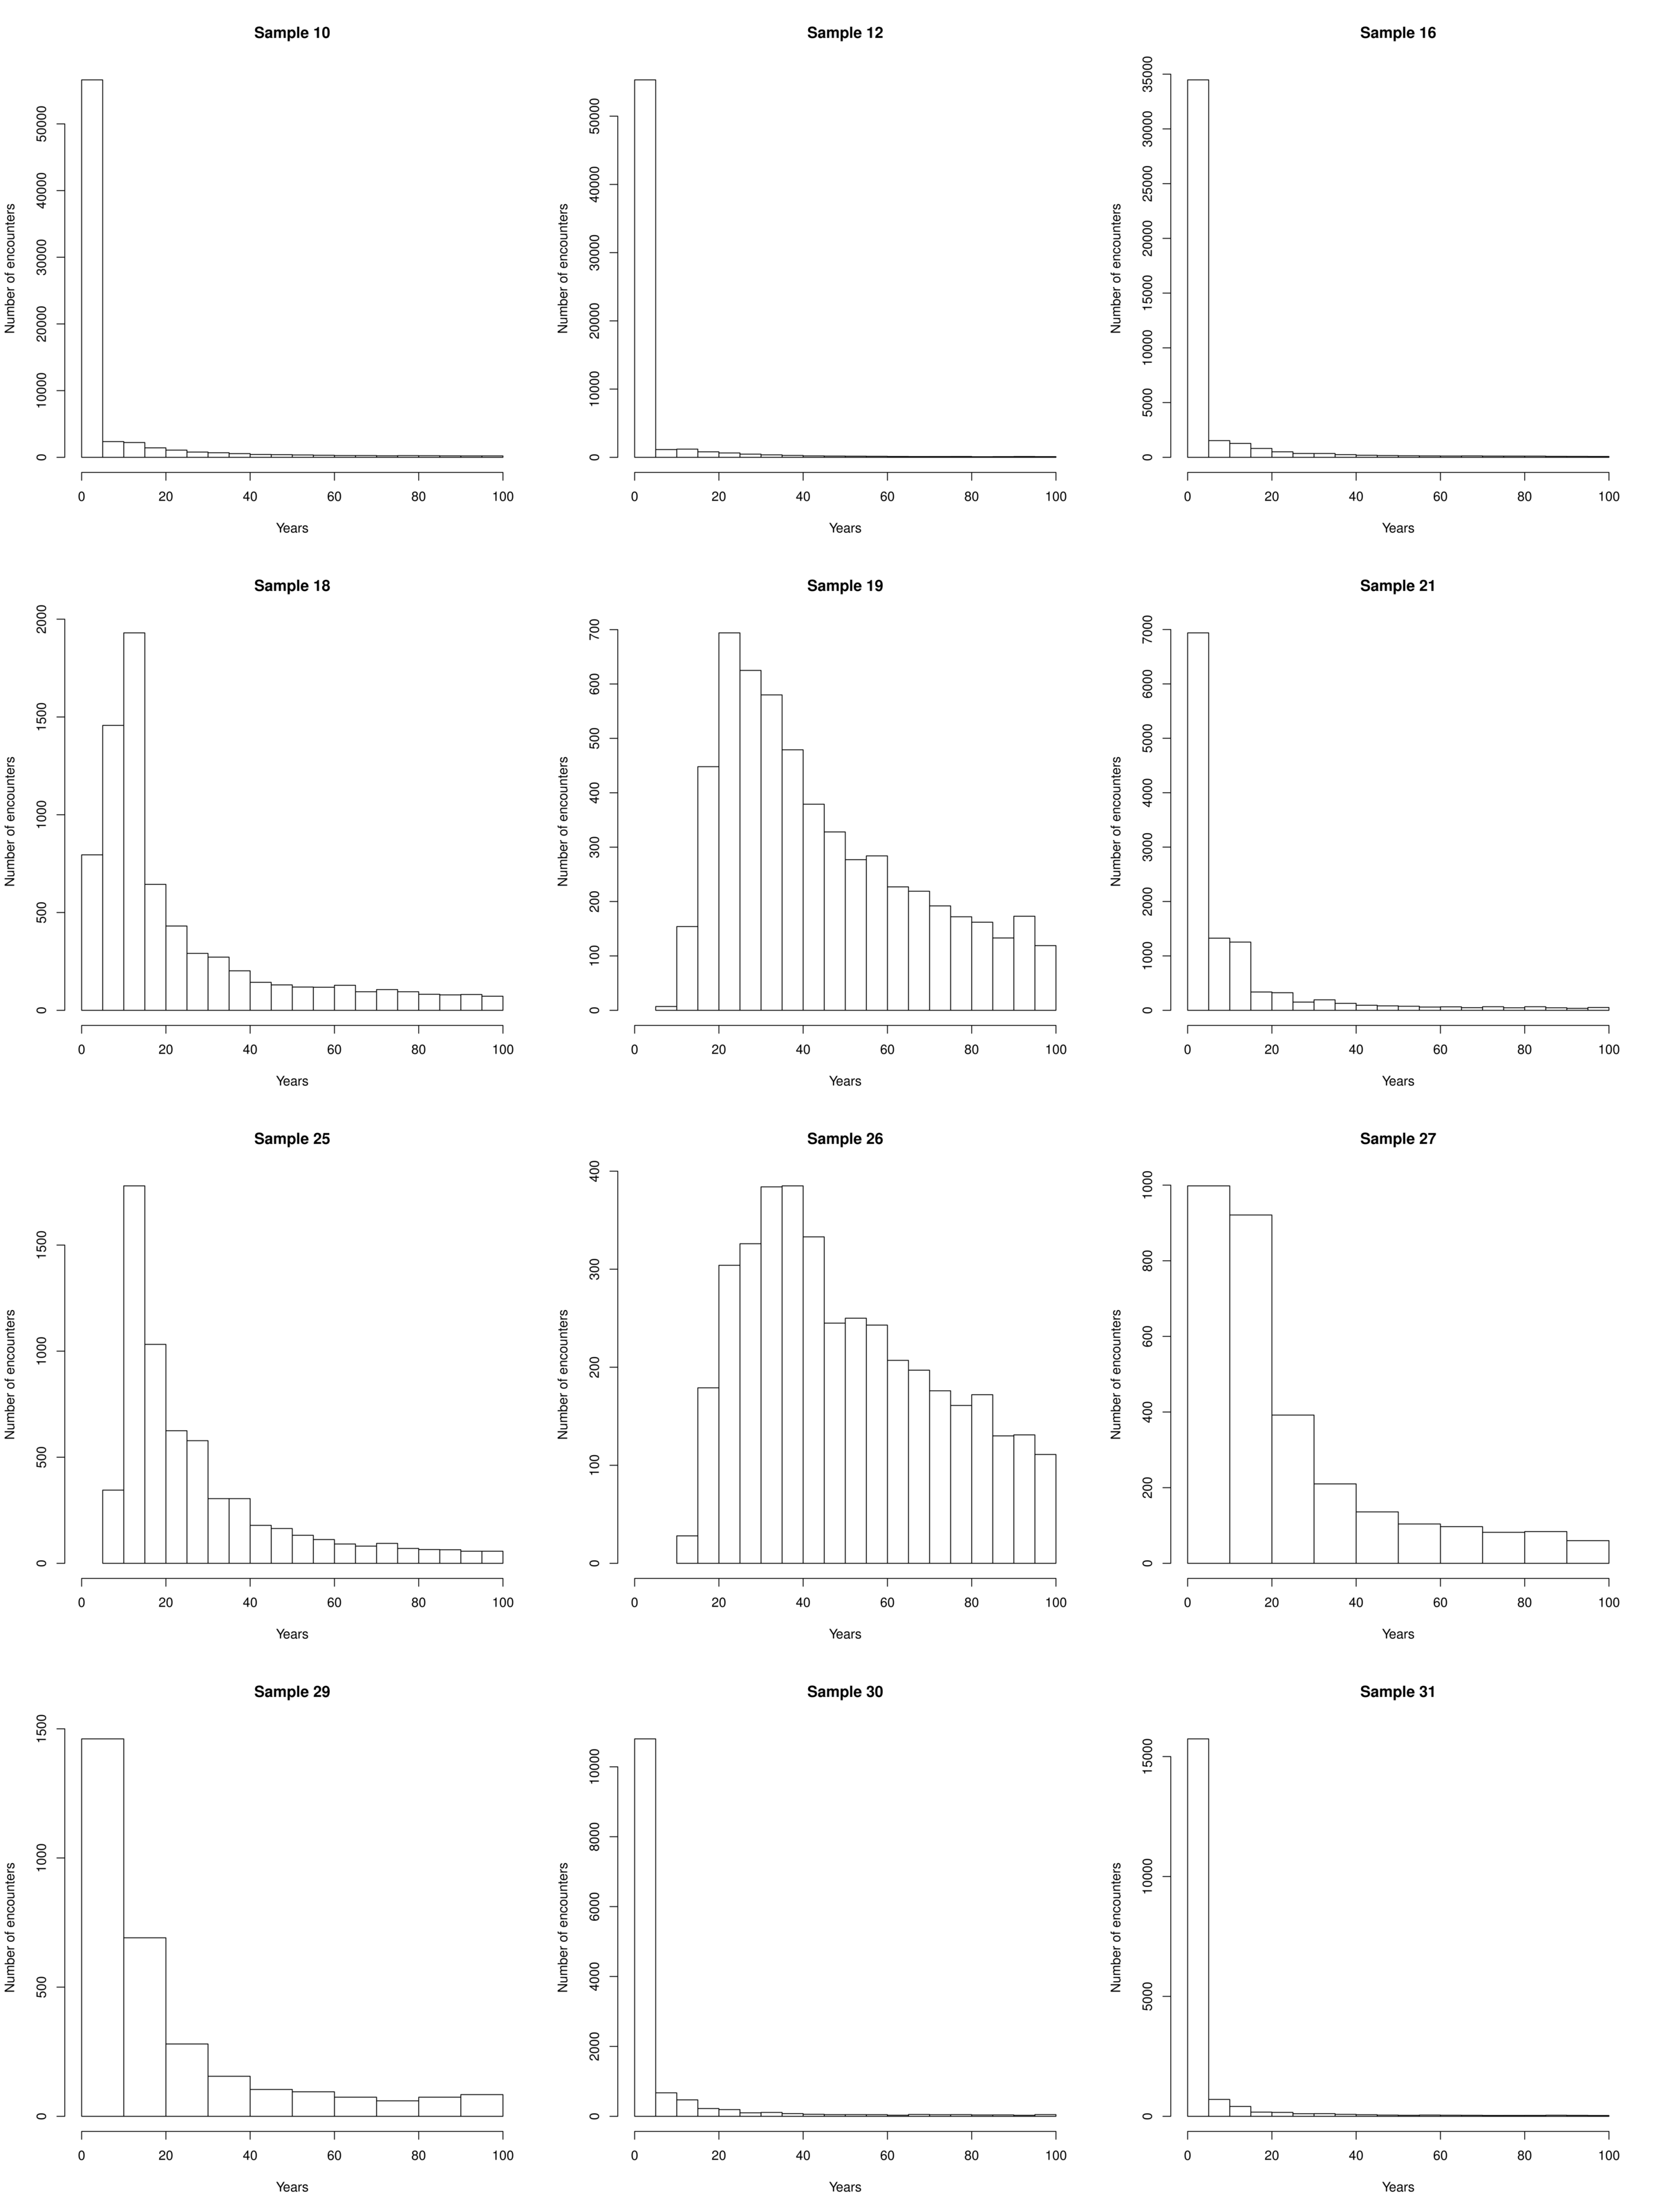 Sample 10
Number of encounters
0 10000 20000 30000 40000 50000
0 20 40 60 80 100
Years
Sample 12
Number of encounters
0 10000 20000 30000 40000 50000
0 20 40 60 80 100
Years
Sample 16
Number of encounters
0 5000 10000 15000 20000 25000 30000 35000
0 20 40 60 80 100
Years
Sample 18
Number of encounters
0 500 1000 1500 2000
0 20 40 60 80 100
Years
Sample 19
Number of encounters
0 100 200 300 400 500 600 700
0 20 40 60 80 100
Years
Sample 21
Number of encounters
0 1000 2000 3000 4000 5000 6000 7000
0 20 40 60 80 100
Years
Sample 25
Number of encounters
0 500 1000 1500
0 20 40 60 80 100
Years
Sample 26
Number of encounters
0 100 200 300 400
0 20 40 60 80 100
Years
Sample 27
Number of encounters
0 200 400 600 800 1000
0 20 40 60 80 100
Years
Sample 29
Number of encounters
0 500 1000 1500
0 20 40 60 80 100
Years
Sample 30
Number of encounters
0 2000 4000 6000 8000 10000
0 20 40 60 80 100
Years
Sample 31
Number of encounters
0 5000 10000 15000
0 20 40 60 80 100
Years